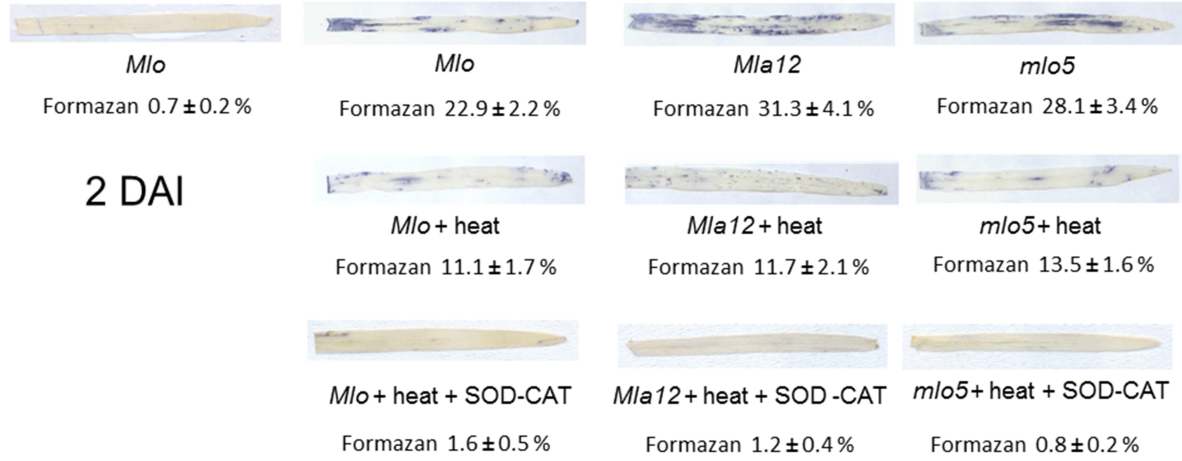 Mlo Mlo Mla12 mlo5
Formazan 0.7 ± 0.2 % Formazan 22.9 ± 2.2 % Formazan 31.3 ± 4.1 % Formazan 28.1 ± 3.4 %
2 DAI
Mlo + heat Mla12 + heat mlo5 + heat
Formazan 11.1 ± 1.7 % Formazan 11.7 ± 2.1 % Formazan 13.5 ± 1.6 %
Mlo + heat + SOD-CAT Mla12 + heat + SOD -CAT mlo5 + heat + SOD-CAT
Formazan 1.6 ± 0.5 % Formazan 1.2 ± 0.4 % Formazan 0.8 ± 0.2 %